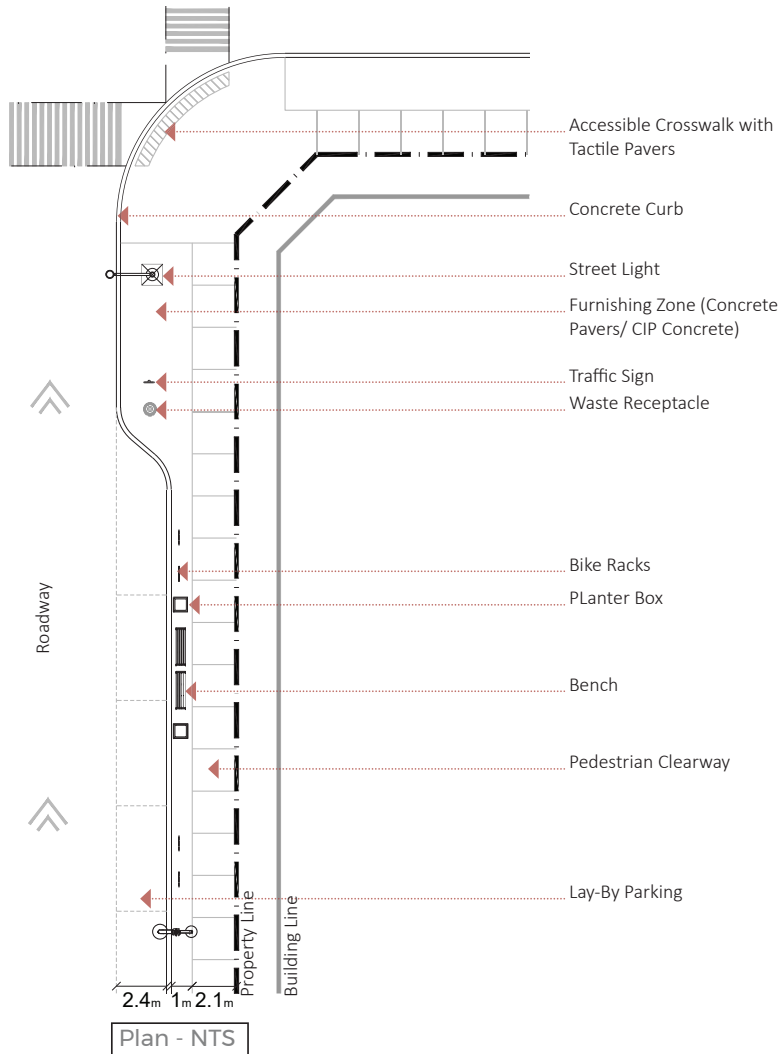 Accessible Crosswalk with
Tactile Pavers
Concrete Curb
Street Light
Furnishing Zone (Concrete
Pavers/ CIP Concrete)
Traffic Sign
Waste Receptacle
Bike Racks
PLanter Box
Roadway
Bench
Pedestrian Clearway
Lay-By Parking
Property Line
Building Line
2.4m 1m 2.1m
Plan - NTS